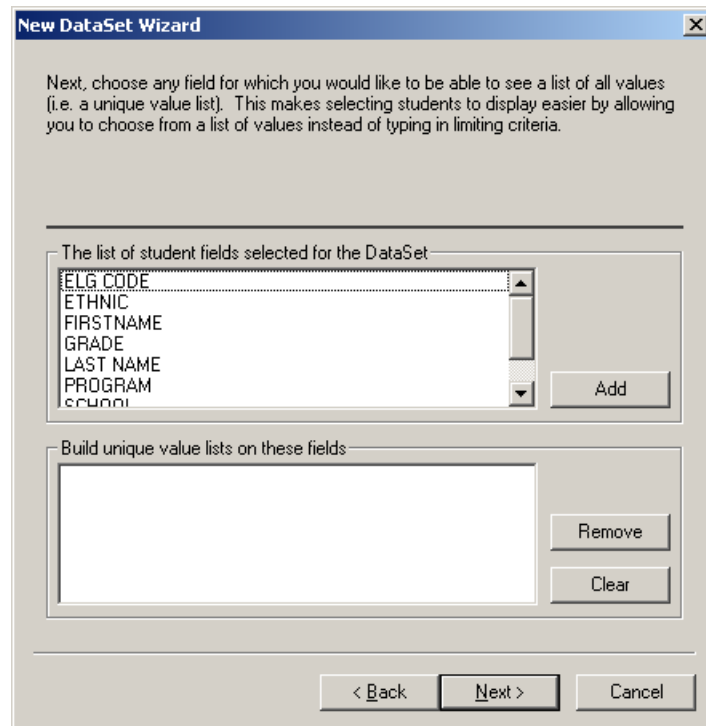 New DataSet Wizard
Next, choose any field for which you would like to be able to see a list of all values
(i.e. a unique value list). This makes selecting students to display easier by allowing
you to choose from a list of values instead of typing in limiting criteria.
The list of student fields selected for the DataSet
ELG CODE
ETHNIC
FIRSTNAME
GRADE
LAST NAME
PROGRAM
SCHOOL
Add
Build unique value lists on these fields
Remove
Clear
< Back
Next >
Cancel